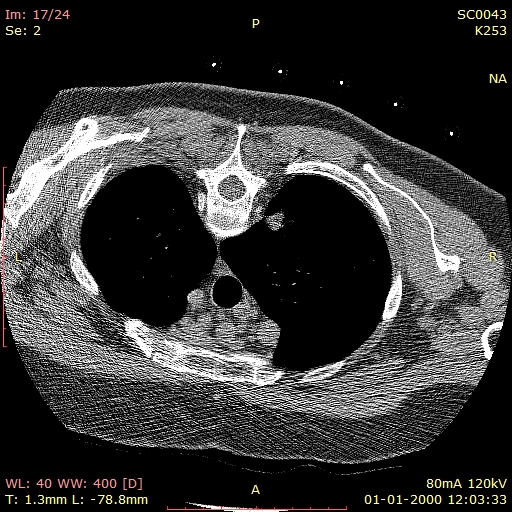 Im: 17/24
Se: 2
P
SC0043
K253
NA
L
R
WL: 40 WW: 400 [D]
T: 1.3mm L: -78.8mm
A
80mA 120kV
01-01-2000 12:03:33